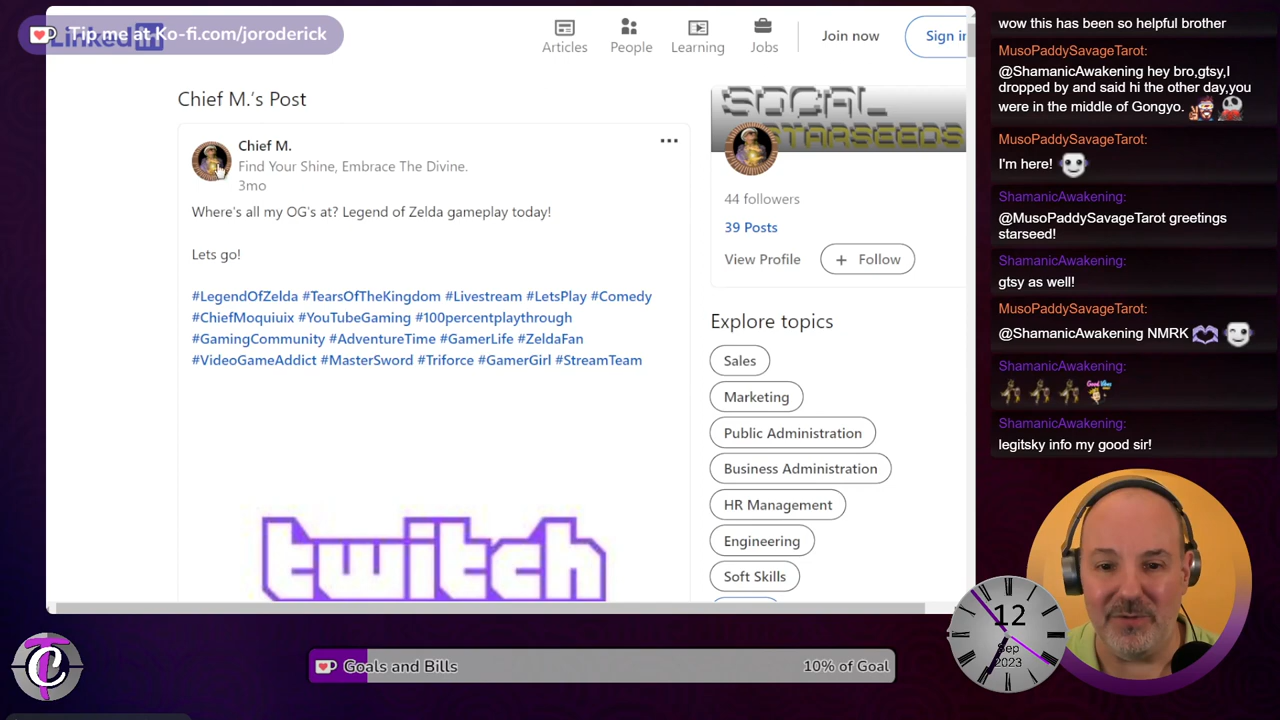 Tip me at Ko-fi.com/joroderick
LinkedIn
Articles
People
Learning
Jobs
Join now
Sign in
Chief M.'s Post
Chief M.
Find Your Shine, Embrace The Divine.
3mo
Where's all my OG's at? Legend of Zelda gameplay today!
Lets go!
#LegendOfZelda #TearsOfTheKingdom #Livestream #LetsPlay #Comedy
#ChiefMoquiuix #YouTubeGaming #100percentplaythrough
#GamingCommunity #AdventureTime #GamerLife #ZeldaFan
#VideoGameAddict #MasterSword #Triforce #GamerGirl #StreamTeam
twitch
SOCAL
STARSEEDS
44 followers
39 Posts
View Profile
+ Follow
Explore topics
Sales
Marketing
Public Administration
Business Administration
HR Management
Engineering
Soft Skills
wow this has been so helpful brother
MusoPaddySavageTarot:
@ShamanicAwakening hey bro,gtsy,I
dropped by and said hi the other day,you
were in the middle of Gongyo.
MusoPaddySavageTarot:
I'm here!
ShamanicAwakening:
@MusoPaddySavageTarot greetings
starseed!
ShamanicAwakening:
gtsy as well!
MusoPaddySavageTarot:
@ShamanicAwakening NMRK
ShamanicAwakening:
Good Vibes
ShamanicAwakening:
legitsky info my good sir!
12
Sep
2023
TC
Goals and Bills
10% of Goal